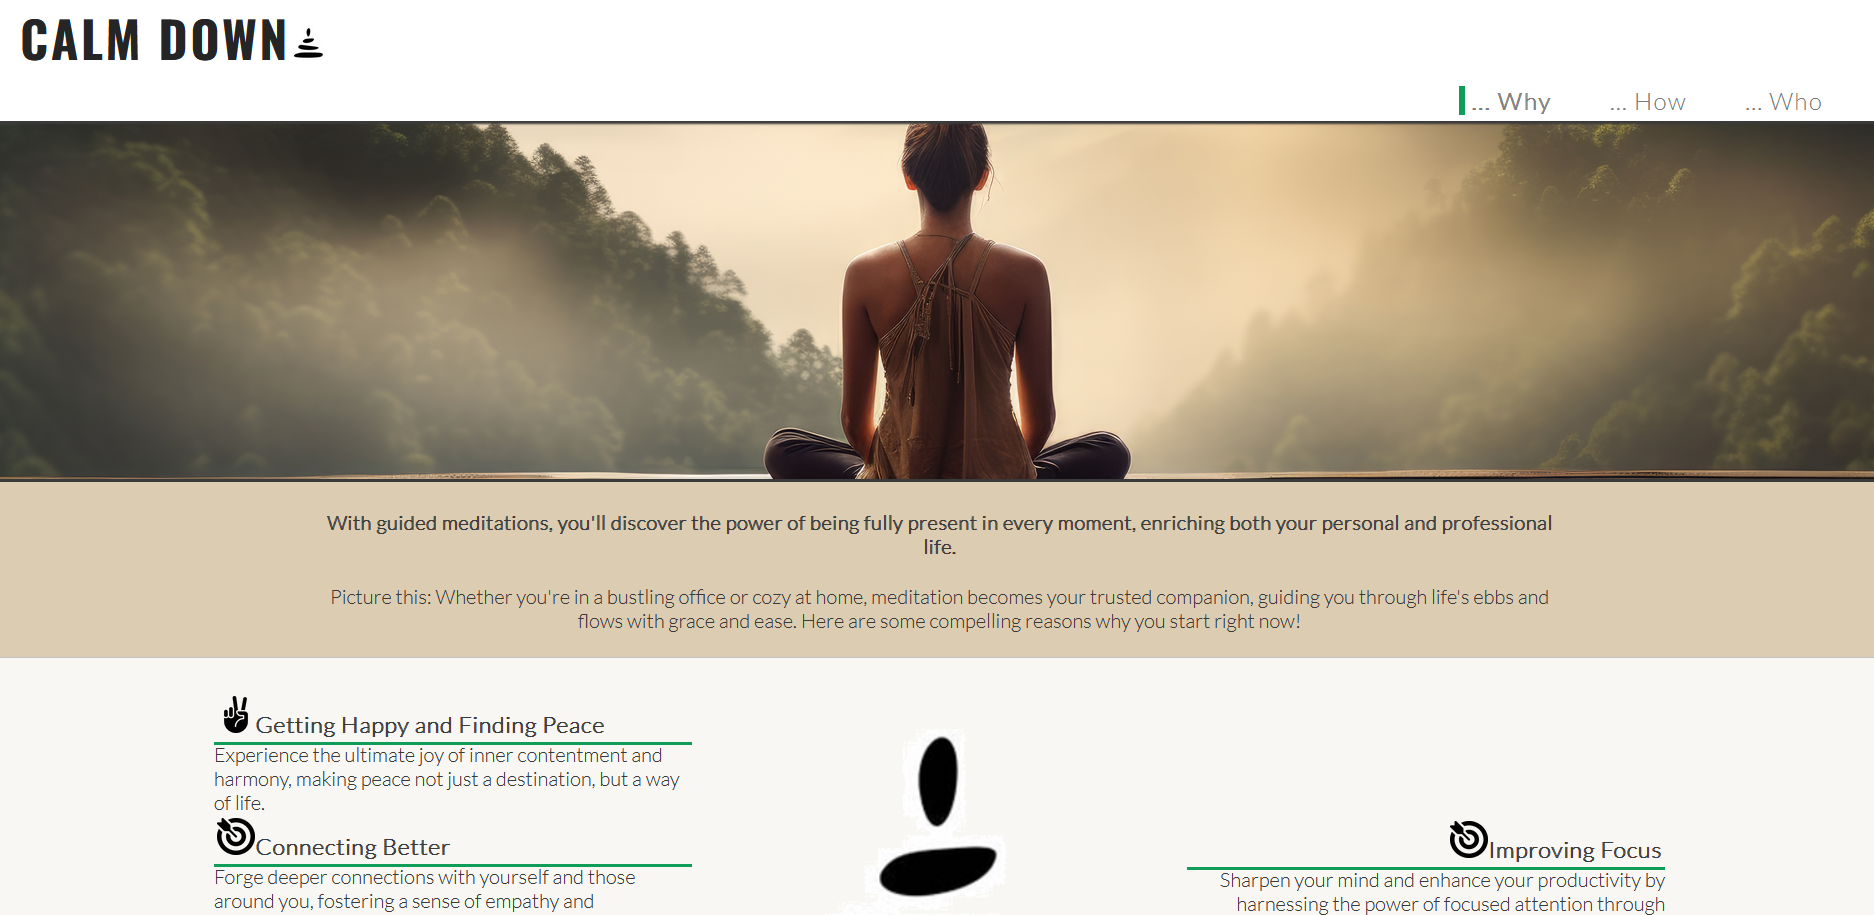 CALM DOWN
... Why
... How
... Who
With guided meditations, you'll discover the power of being fully present in every moment, enriching both your personal and professional
life.
Picture this: Whether you're in a bustling office or cozy at home, meditation becomes your trusted companion, guiding you through life's ebbs and
flows with grace and ease. Here are some compelling reasons why you start right now!
Getting Happy and Finding Peace
Experience the ultimate joy of inner contentment and
harmony, making peace not just a destination, but a way
of life.
Connecting Better
Forge deeper connections with yourself and those
around you, fostering a sense of empathy and
Improving Focus
Sharpen your mind and enhance your productivity by
harnessing the power of focused attention through